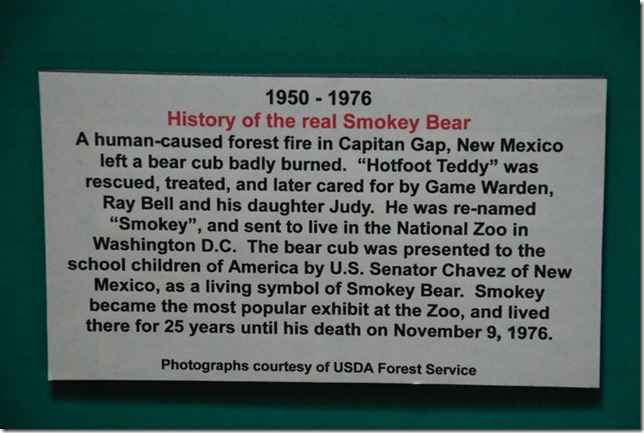 1950 - 1976
History of the real Smokey Bear
A human-caused forest fire in Capitan Gap, New Mexico
left a bear cub badly burned.  “Hotfoot Teddy” was
rescued, treated, and later cared for by Game Warden,
Ray Bell and his daughter Judy.  He was re-named
“Smokey”, and sent to live in the National Zoo in
Washington D.C.  The bear cub was presented to the
school children of America by U.S. Senator Chavez of New
Mexico, as a living symbol of Smokey Bear.  Smokey
became the most popular exhibit at the Zoo, and lived
there for 25 years until his death on November 9, 1976.
Photographs courtesy of USDA Forest Service